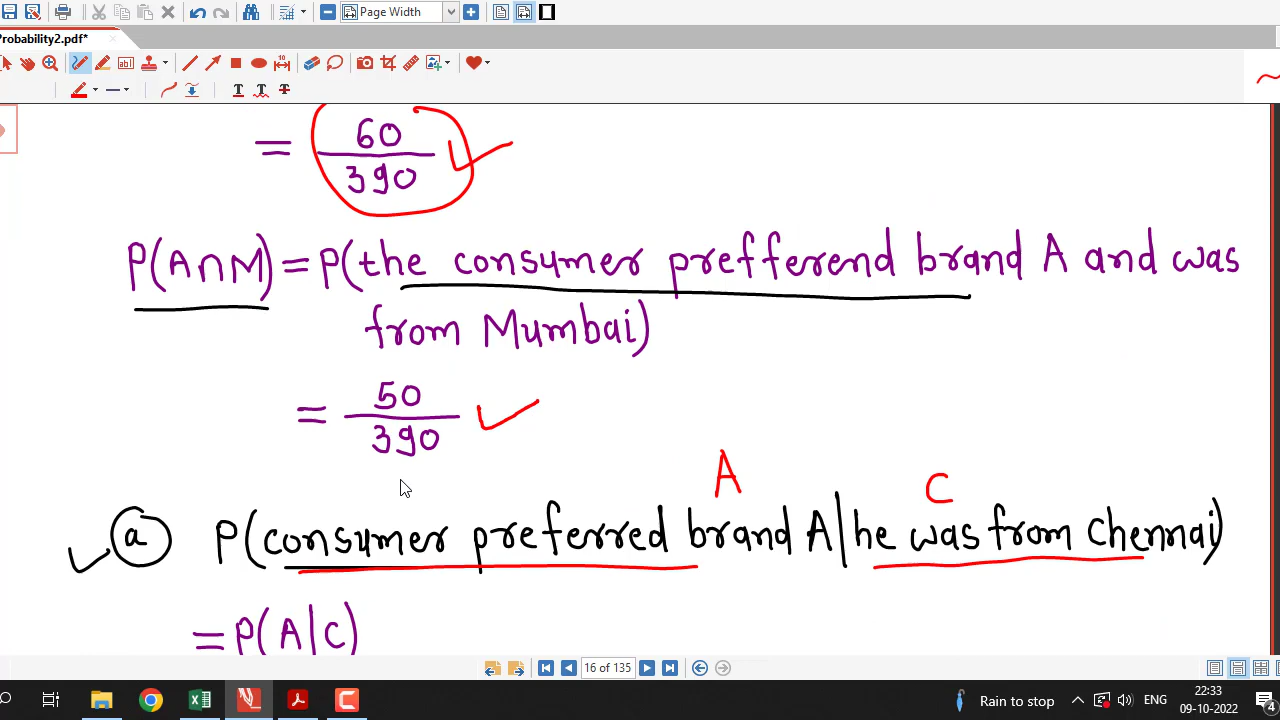 Page Width
Probability2.pdf*
= 60
390
P(A∩M) = P(the consumer prefferend brand A and was
from Mumbai)
= 50
390
A C
a P(consumer preferred brand A|he was from Chennai)
= P(A|C)
16 of 135
Rain to stop
ENG
22:33
09-10-2022
4